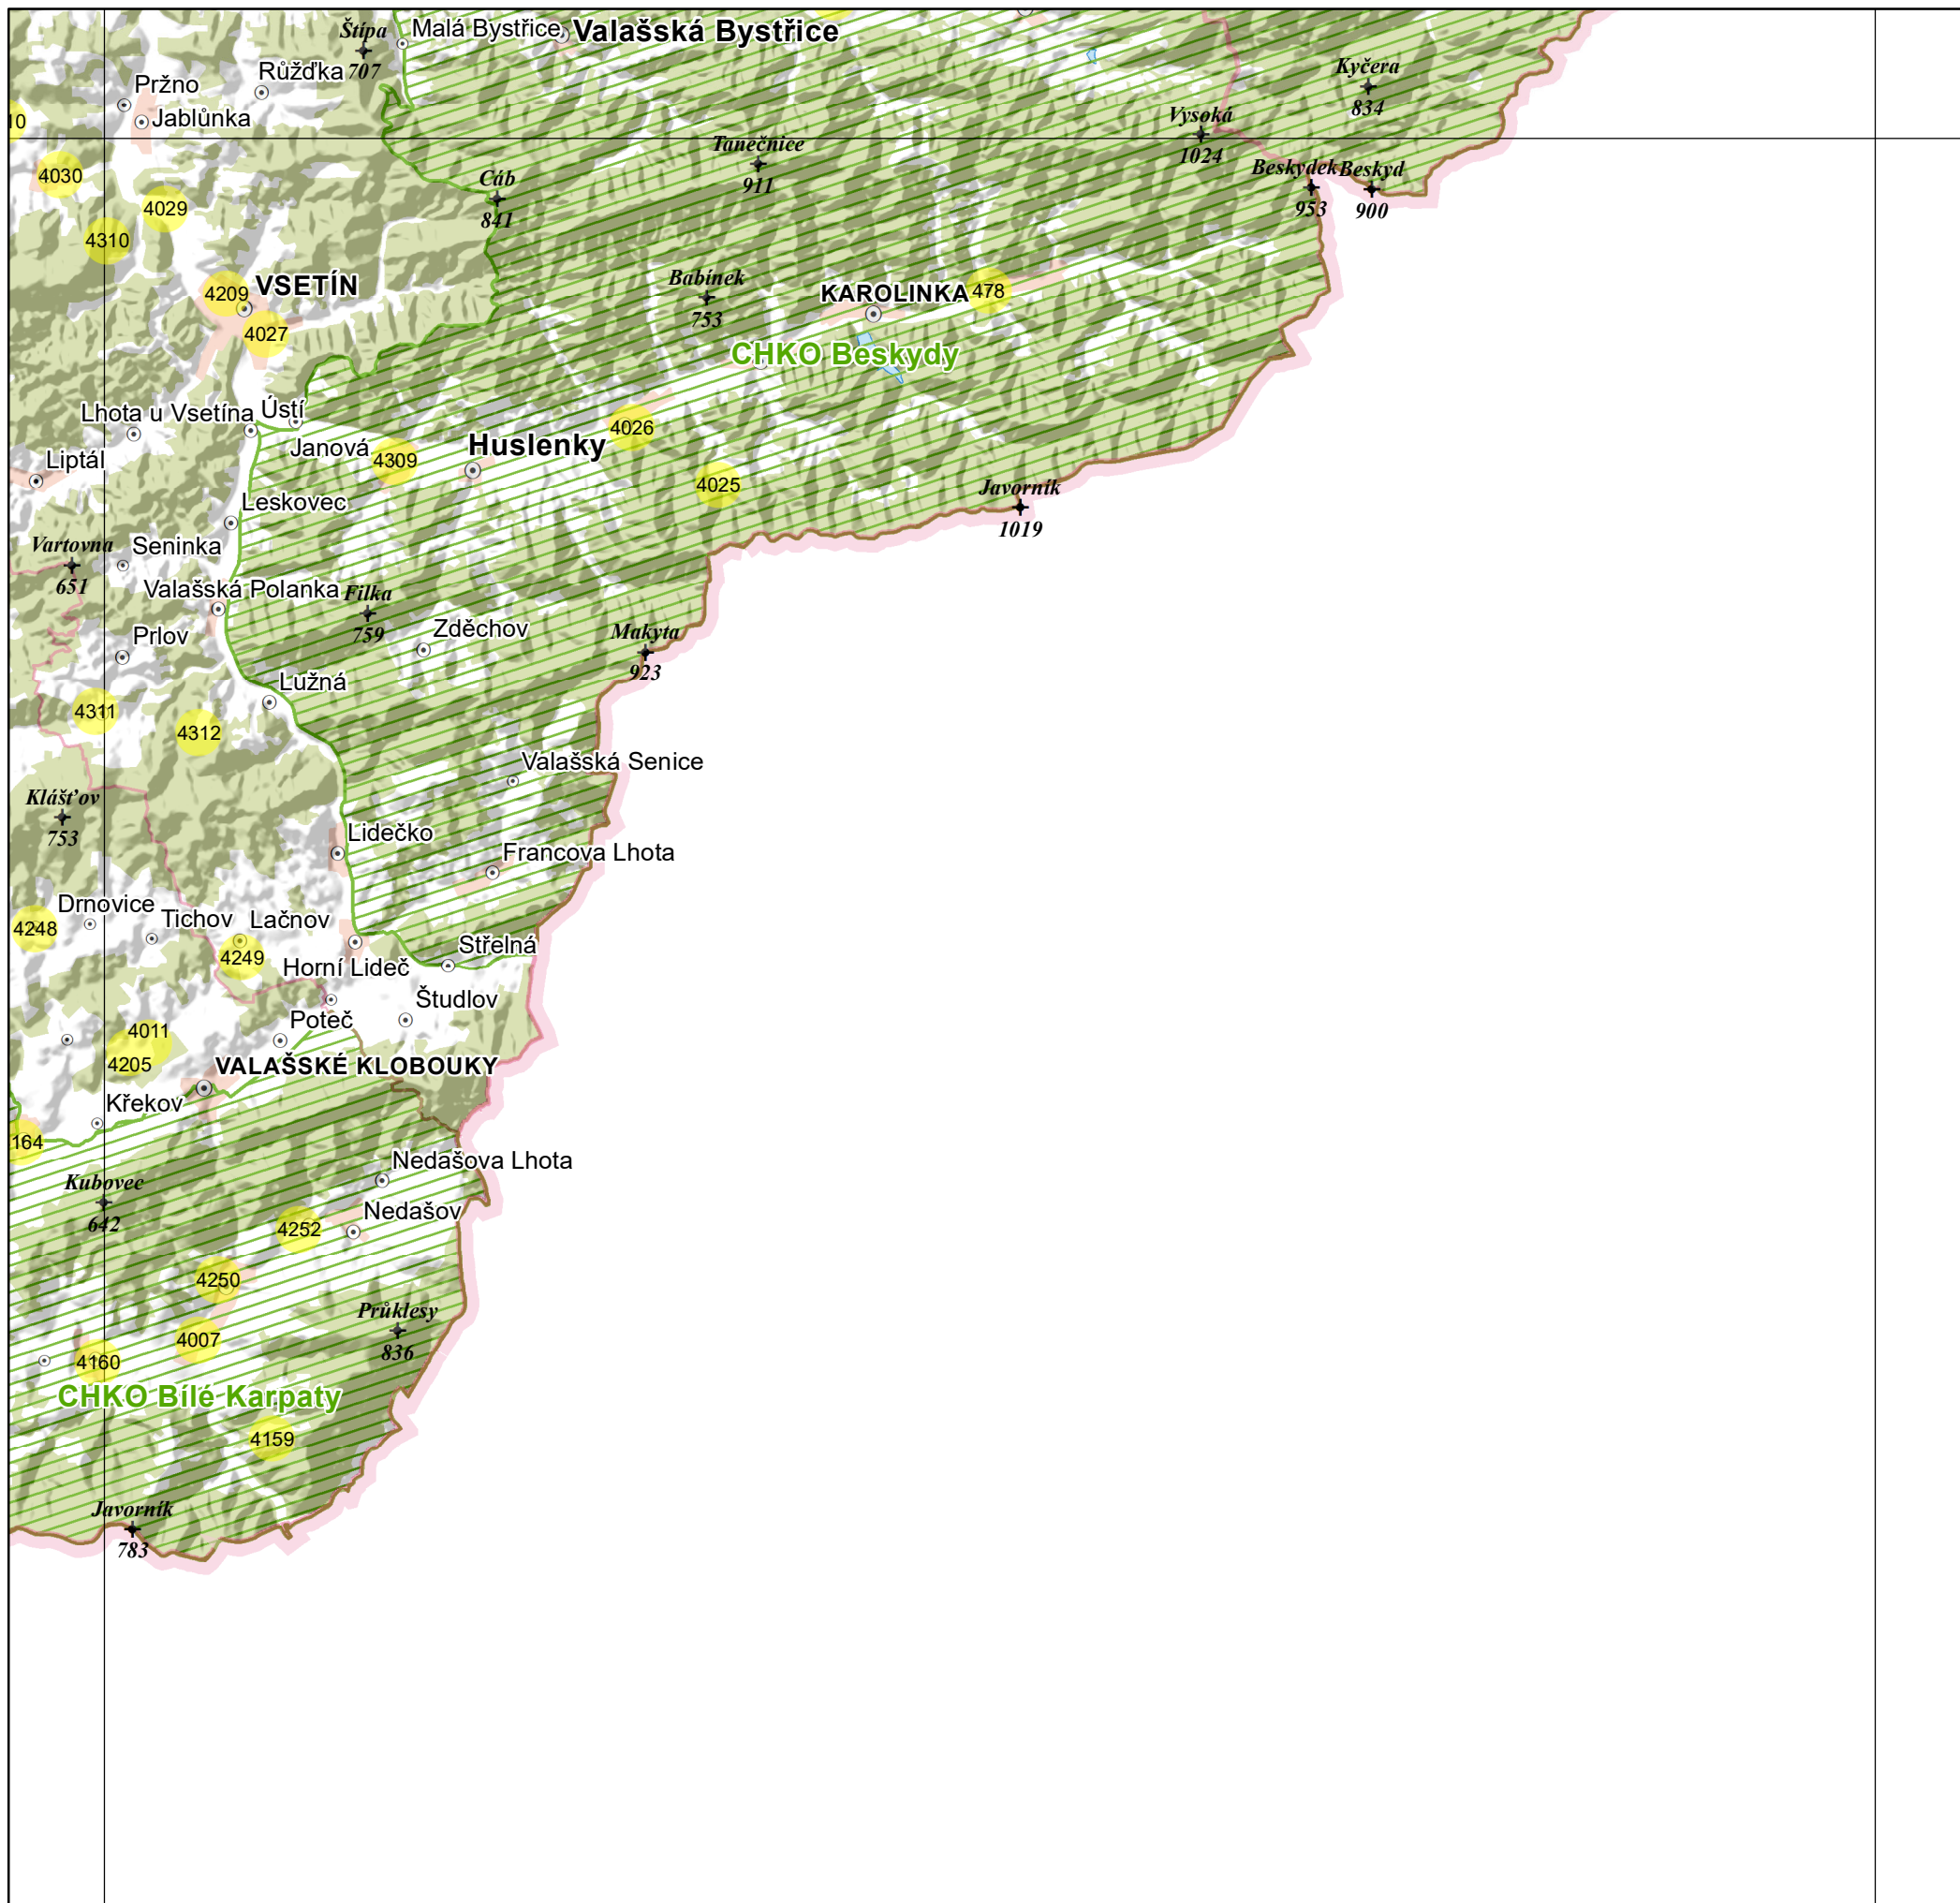 Štípa
707
Malá Bystřice
Valašská Bystřice
Růžďka
Pržno
Jablůnka
Kyčera
834
Vysoká
1024
Tanečnice
911
Beskydek
953
Beskyd
900
4030
Cáb
841
4029
4310
Babínek
753
VSETÍN
4209
KAROLINKA
478
4027
CHKO Beskydy
Lhota u Vsetína
Ústí
4026
Janová
4309
Huslenky
Liptál
4025
Javorník
1019
Leskovec
Vartovna
651
Seninka
Valašská Polanka
Filka
759
Zděchov
Makyta
923
Prlov
Lužná
4311
4312
Valašská Senice
Klášťov
753
Lidečko
Francova Lhota
Drnovice
Tichov
Lačnov
4248
4249
Střelná
Horní Lideč
Študlov
Poteč
4011
4205
VALAŠSKÉ KLOBOUKY
Křekov
164
Nedašova Lhota
Kubovec
642
Nedašov
4252
4250
Průklesy
836
4007
4160
CHKO Bílé Karpaty
4159
Javorník
783